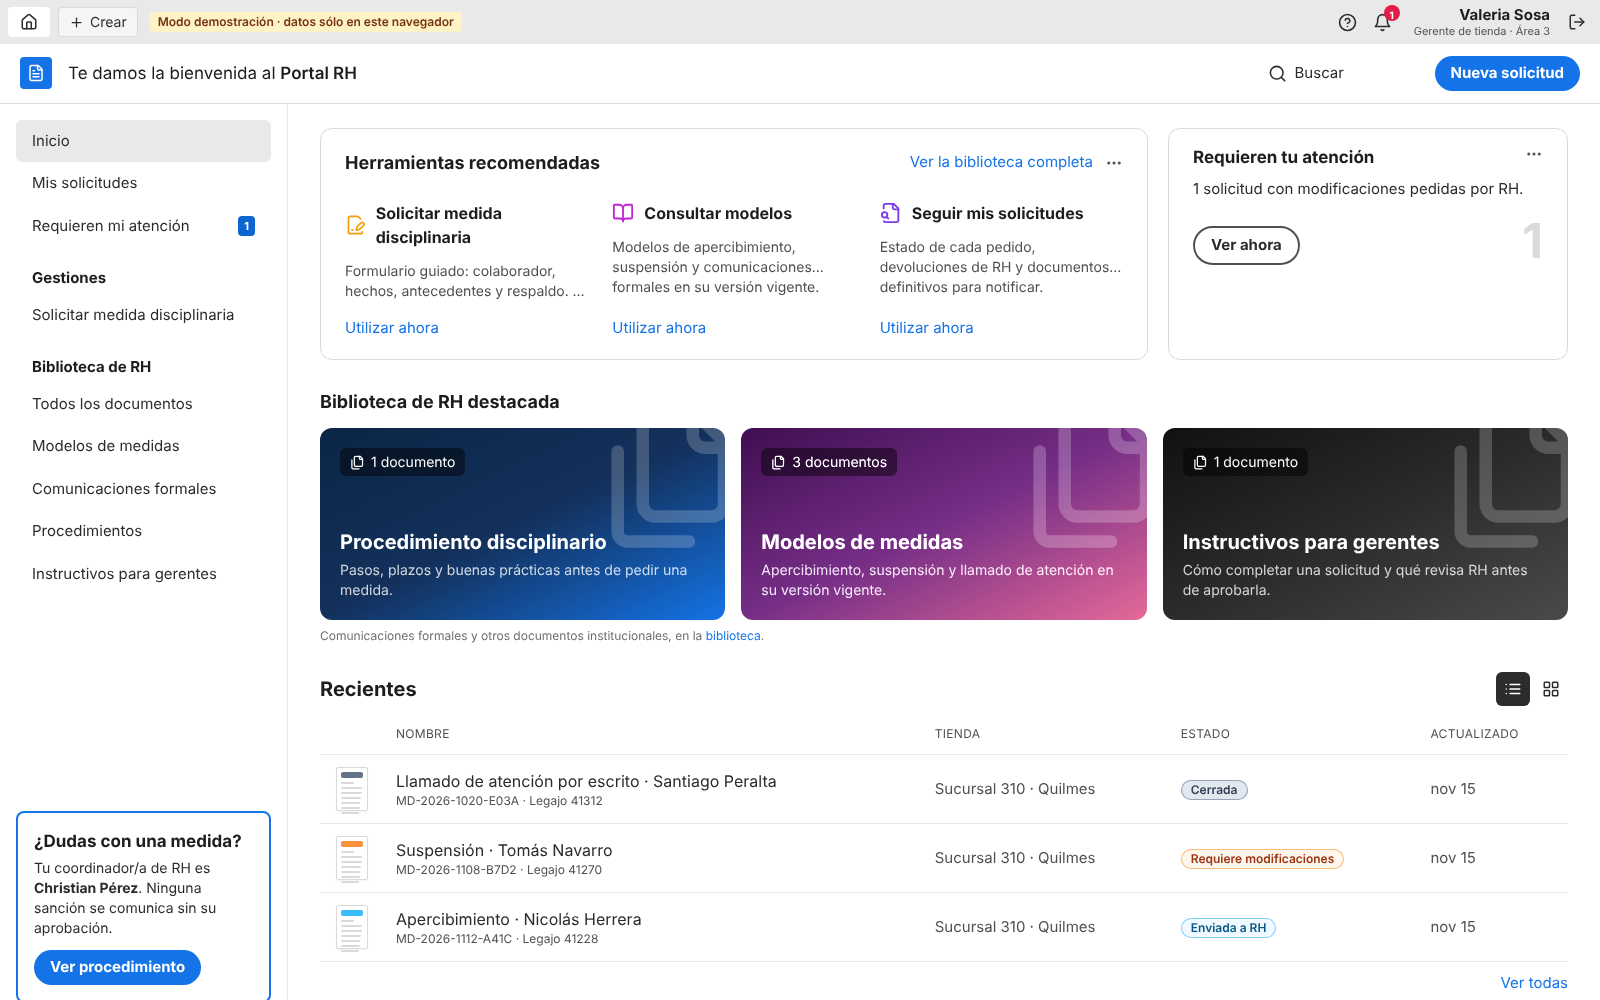 Crear
Modo demostración · datos sólo en este navegador
1
Valeria Sosa
Gerente de tienda · Área 3
Te damos la bienvenida al Portal RH
Buscar
Nueva solicitud
Inicio
Mis solicitudes
Requieren mi atención
1
Gestiones
Solicitar medida disciplinaria
Biblioteca de RH
Todos los documentos
Modelos de medidas
Comunicaciones formales
Procedimientos
Instructivos para gerentes
¿Dudas con una medida?
Tu coordinador/a de RH es
Christian Pérez. Ninguna
sanción se comunica sin su
aprobación.
Ver procedimiento
Herramientas recomendadas
Ver la biblioteca completa
Solicitar medida
disciplinaria
Formulario guiado: colaborador,
hechos, antecedentes y respaldo. ...
Utilizar ahora
Consultar modelos
Modelos de apercibimiento,
suspensión y comunicaciones...
formales en su versión vigente.
Utilizar ahora
Seguir mis solicitudes
Estado de cada pedido,
devoluciones de RH y documentos...
definitivos para notificar.
Utilizar ahora
Requieren tu atención
1 solicitud con modificaciones pedidas por RH.
Ver ahora
1
Biblioteca de RH destacada
1 documento
Procedimiento disciplinario
Pasos, plazos y buenas prácticas antes de pedir una
medida.
3 documentos
Modelos de medidas
Apercibimiento, suspensión y llamado de atención en
su versión vigente.
1 documento
Instructivos para gerentes
Cómo completar una solicitud y qué revisa RH antes
de aprobarla.
Comunicaciones formales y otros documentos institucionales, en la biblioteca.
Recientes
NOMBRE
TIENDA
ESTADO
ACTUALIZADO
Llamado de atención por escrito · Santiago Peralta
MD-2026-1020-E03A · Legajo 41312
Sucursal 310 · Quilmes
Cerrada
nov 15
Suspensión · Tomás Navarro
MD-2026-1108-B7D2 · Legajo 41270
Sucursal 310 · Quilmes
Requiere modificaciones
nov 15
Apercibimiento · Nicolás Herrera
MD-2026-1112-A41C · Legajo 41228
Sucursal 310 · Quilmes
Enviada a RH
nov 15
Ver todas